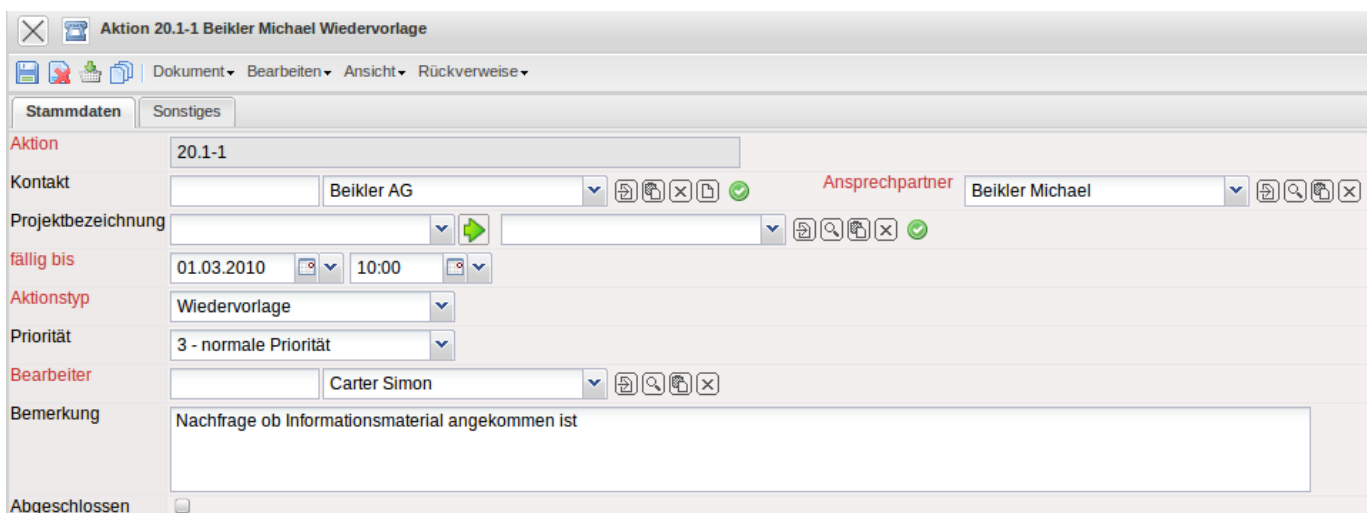 Aktion 20.1-1 Beikler Michael Wiedervorlage
Dokument Bearbeiten Ansicht Rückverweise
Stammdaten Sonstiges
Aktion 20.1-1
Kontakt Beikler AG Ansprechpartner Beikler Michael
Projektbezeichnung
fällig bis 01.03.2010 10:00
Aktionstyp Wiedervorlage
Priorität 3 - normale Priorität
Bearbeiter Carter Simon
Bemerkung Nachfrage ob Informationsmaterial angekommen ist
Abgeschlossen